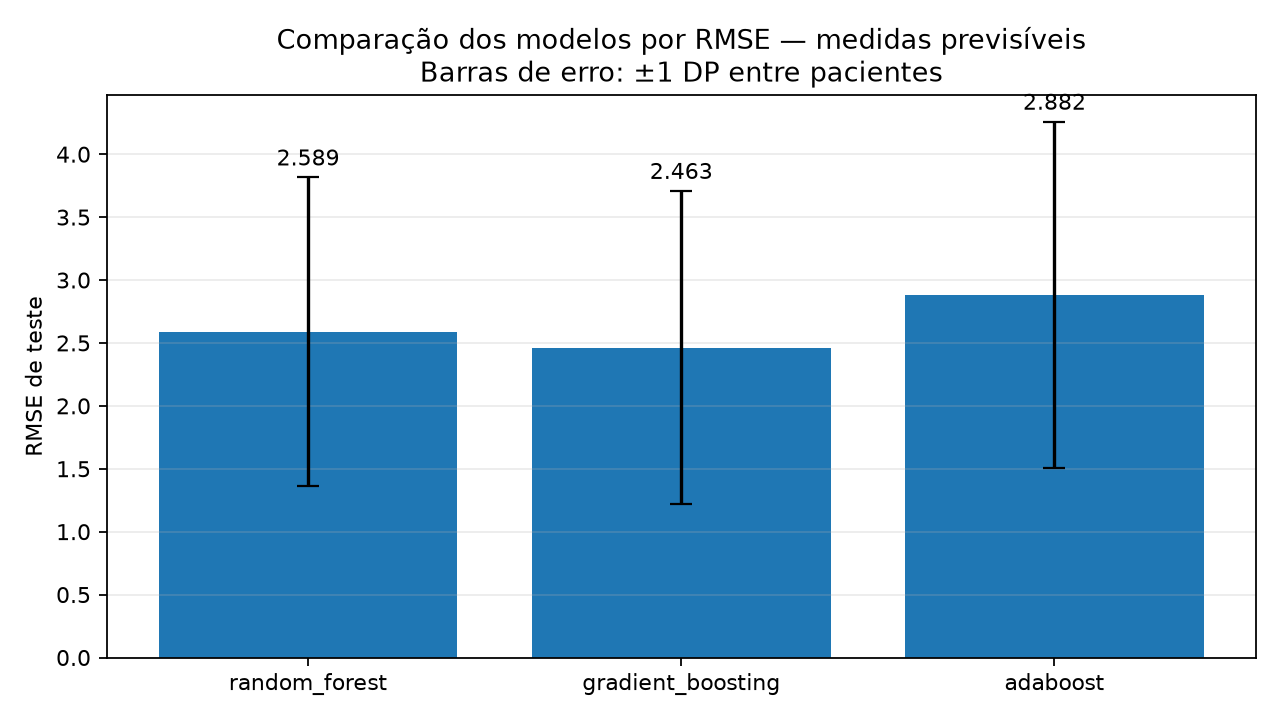 Comparação dos modelos por RMSE — medidas previsíveis
Barras de erro: ±1 DP entre pacientes
RMSE de teste
4.0
3.5
3.0
2.5
2.0
1.5
1.0
0.5
0.0
2.589
2.463
2.882
random_forest
gradient_boosting
adaboost